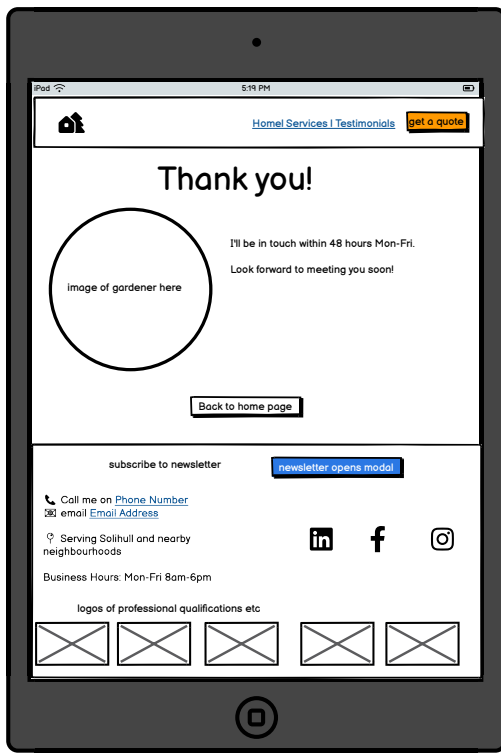 iPad 5:19 PM
Home| Services | Testimonials get a quote
Thank you!
I'll be in touch within 48 hours Mon-Fri.
Look forward to meeting you soon!
image of gardener here
Back to home page
subscribe to newsletter newsletter opens modal
Call me on Phone Number
email Email Address
Serving Solihull and nearby
neighbourhoods
Business Hours: Mon-Fri 8am-6pm
in f
logos of professional qualifications etc